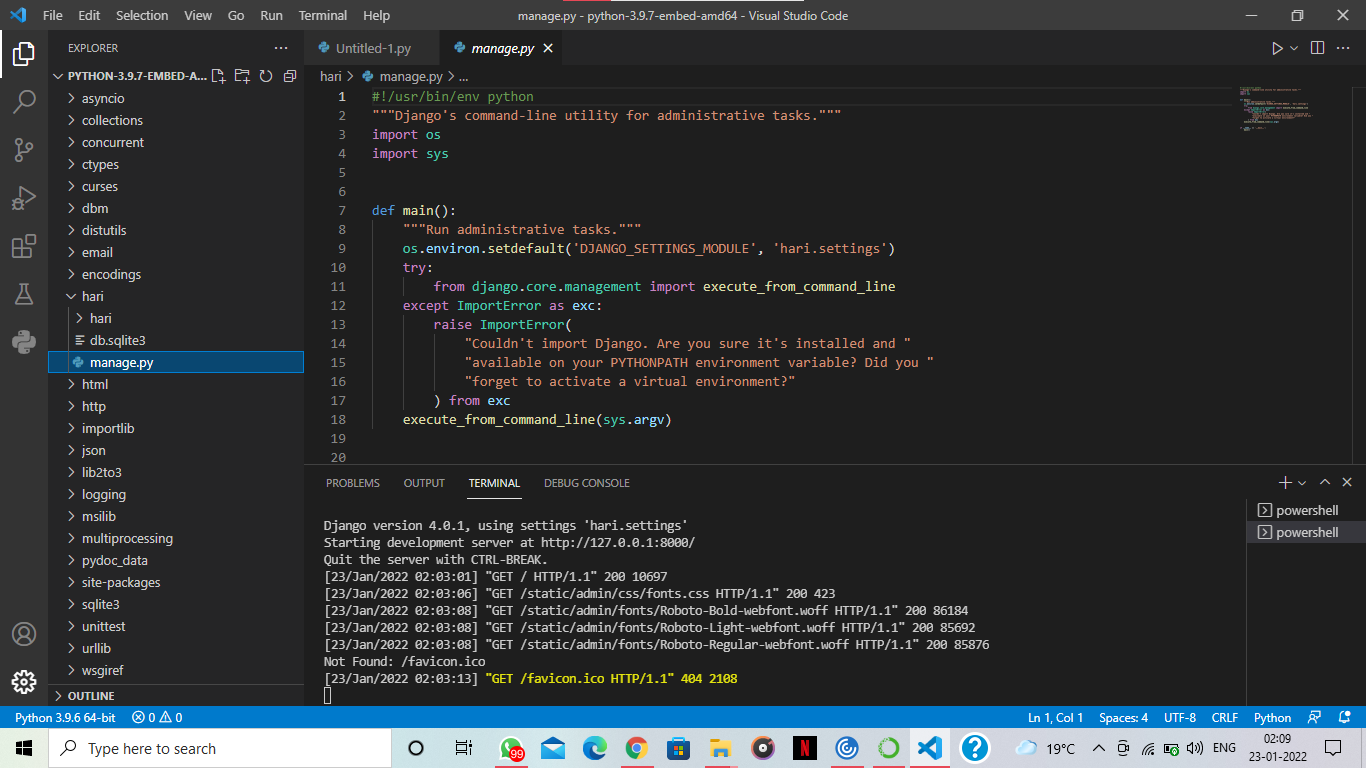 File Edit Selection View Go Run Terminal Help
manage.py - python-3.9.7-embed-amd64 - Visual Studio Code
EXPLORER
PYTHON-3.9.7-EMBED-A...
asyncio
collections
concurrent
ctypes
curses
dbm
distutils
email
encodings
hari
hari
db.sqlite3
manage.py
html
http
importlib
json
lib2to3
logging
msilib
multiprocessing
pydoc_data
site-packages
sqlite3
unittest
urllib
wsgiref
OUTLINE
Untitled-1.py manage.py
hari > manage.py > ...
1 #!/usr/bin/env python
2 """Django's command-line utility for administrative tasks."""
3 import os
4 import sys
5
6
7 def main():
8 """Run administrative tasks."""
9 os.environ.setdefault('DJANGO_SETTINGS_MODULE', 'hari.settings')
10 try:
11 from django.core.management import execute_from_command_line
12 except ImportError as exc:
13 raise ImportError(
14 "Couldn't import Django. Are you sure it's installed and "
15 "available on your PYTHONPATH environment variable? Did you "
16 "forget to activate a virtual environment?"
17 ) from exc
18 execute_from_command_line(sys.argv)
19
20
PROBLEMS OUTPUT TERMINAL DEBUG CONSOLE
Django version 4.0.1, using settings 'hari.settings'
Starting development server at http://127.0.0.1:8000/
Quit the server with CTRL-BREAK.
[23/Jan/2022 02:03:01] "GET / HTTP/1.1" 200 10697
[23/Jan/2022 02:03:06] "GET /static/admin/css/fonts.css HTTP/1.1" 200 423
[23/Jan/2022 02:03:08] "GET /static/admin/fonts/Roboto-Bold-webfont.woff HTTP/1.1" 200 86184
[23/Jan/2022 02:03:08] "GET /static/admin/fonts/Roboto-Light-webfont.woff HTTP/1.1" 200 85692
[23/Jan/2022 02:03:08] "GET /static/admin/fonts/Roboto-Regular-webfont.woff HTTP/1.1" 200 85876
Not Found: /favicon.ico
[23/Jan/2022 02:03:13] "GET /favicon.ico HTTP/1.1" 404 2108
powershell
powershell
Python 3.9.6 64-bit 0 0
Ln 1, Col 1 Spaces: 4 UTF-8 CRLF Python
Type here to search
99
N
19°C
ENG
02:09
23-01-2022